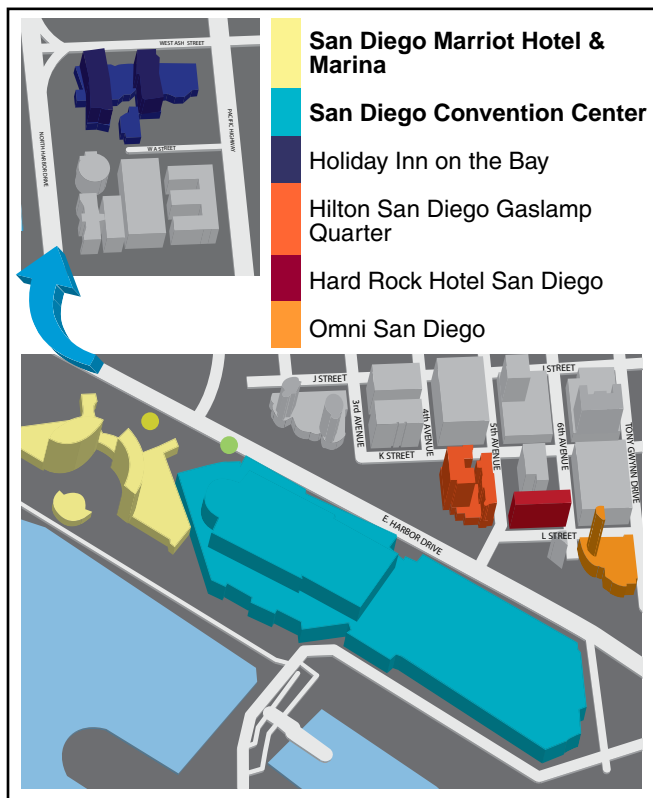 WEST ASH STREET
NORTH HARBOR DRIVE
PACIFIC HIGHWAY
W A STREET
San Diego Marriot Hotel &
Marina
San Diego Convention Center
Holiday Inn on the Bay
Hilton San Diego Gaslamp
Quarter
Hard Rock Hotel San Diego
Omni San Diego
J STREET
J STREET
3rd AVENUE
4th AVENUE
5th AVENUE
6th AVENUE
TONY GWYNN DRIVE
K STREET
E. HARBOR DRIVE
L STREET